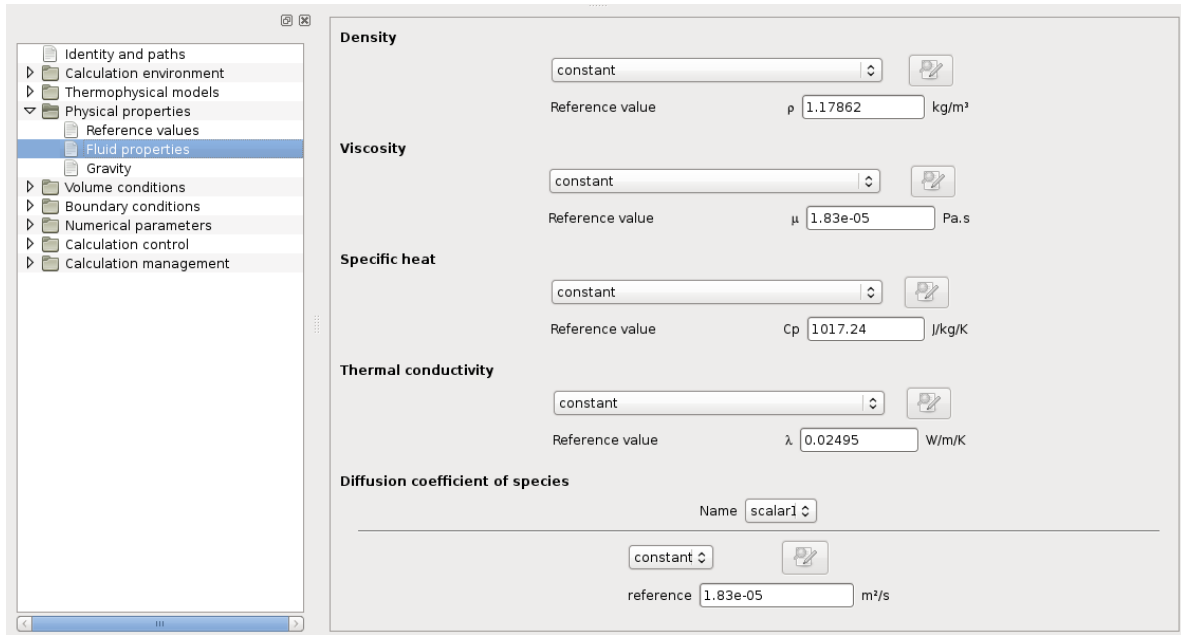 Identity and paths
Calculation environment
Thermophysical models
Physical properties
Reference values
Fluid properties
Gravity
Volume conditions
Boundary conditions
Numerical parameters
Calculation control
Calculation management
Density
constant
Reference value ρ 1.17862 kg/m³
Viscosity
constant
Reference value μ 1.83e-05 Pa.s
Specific heat
constant
Reference value Cp 1017.24 J/kg/K
Thermal conductivity
constant
Reference value λ 0.02495 W/m/K
Diffusion coefficient of species
Name scalar1
constant
reference 1.83e-05 m²/s